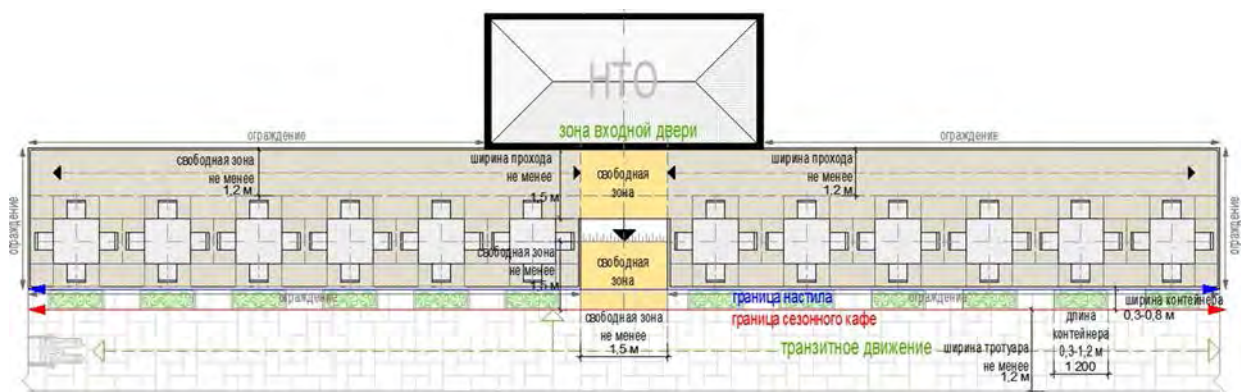 НТО
зона входной двери
ограждение
ограждение
свободная зона
не менее
1,2 м
ширина прохода
не менее
1,5 м
свободная
зона
ширина прохода
не менее
1,2 м
ограждение
ограждение
свободная зона
не менее
1,5 м
свободная
зона
ограждение
граница настила
ограждение
ширина контейнера
0,3-0,8 м
граница сезонного кафе
свободная зона
не менее
1,5 м
длина
контейнера
0,3-1,2 м
1 200
транзитное движение
ширина тротуара
не менее
1,2 м